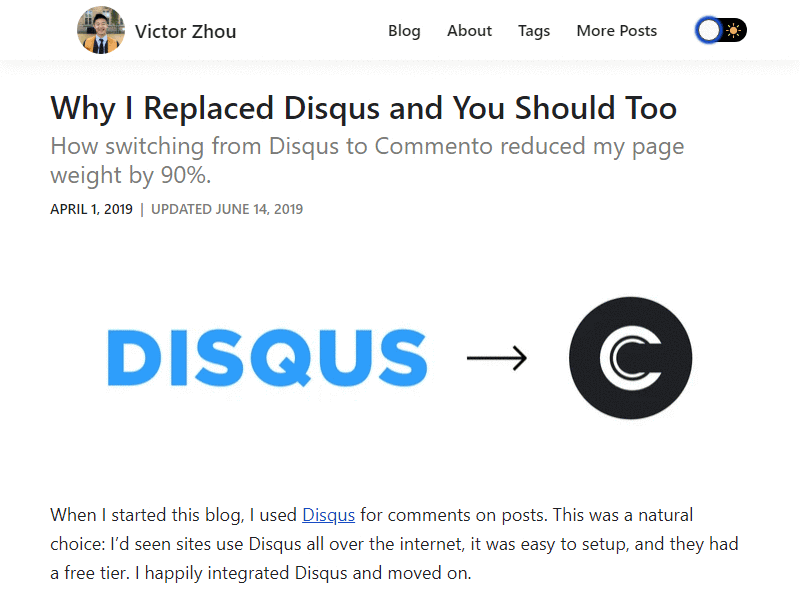 Victor Zhou
Blog About Tags More Posts
Why I Replaced Disqus and You Should Too
How switching from Disqus to Commento reduced my page
weight by 90%.
APRIL 1, 2019 | UPDATED JUNE 14, 2019
DISQUS
C
When I started this blog, I used Disqus for comments on posts. This was a natural
choice: I’d seen sites use Disqus all over the internet, it was easy to setup, and they had
a free tier. I happily integrated Disqus and moved on.